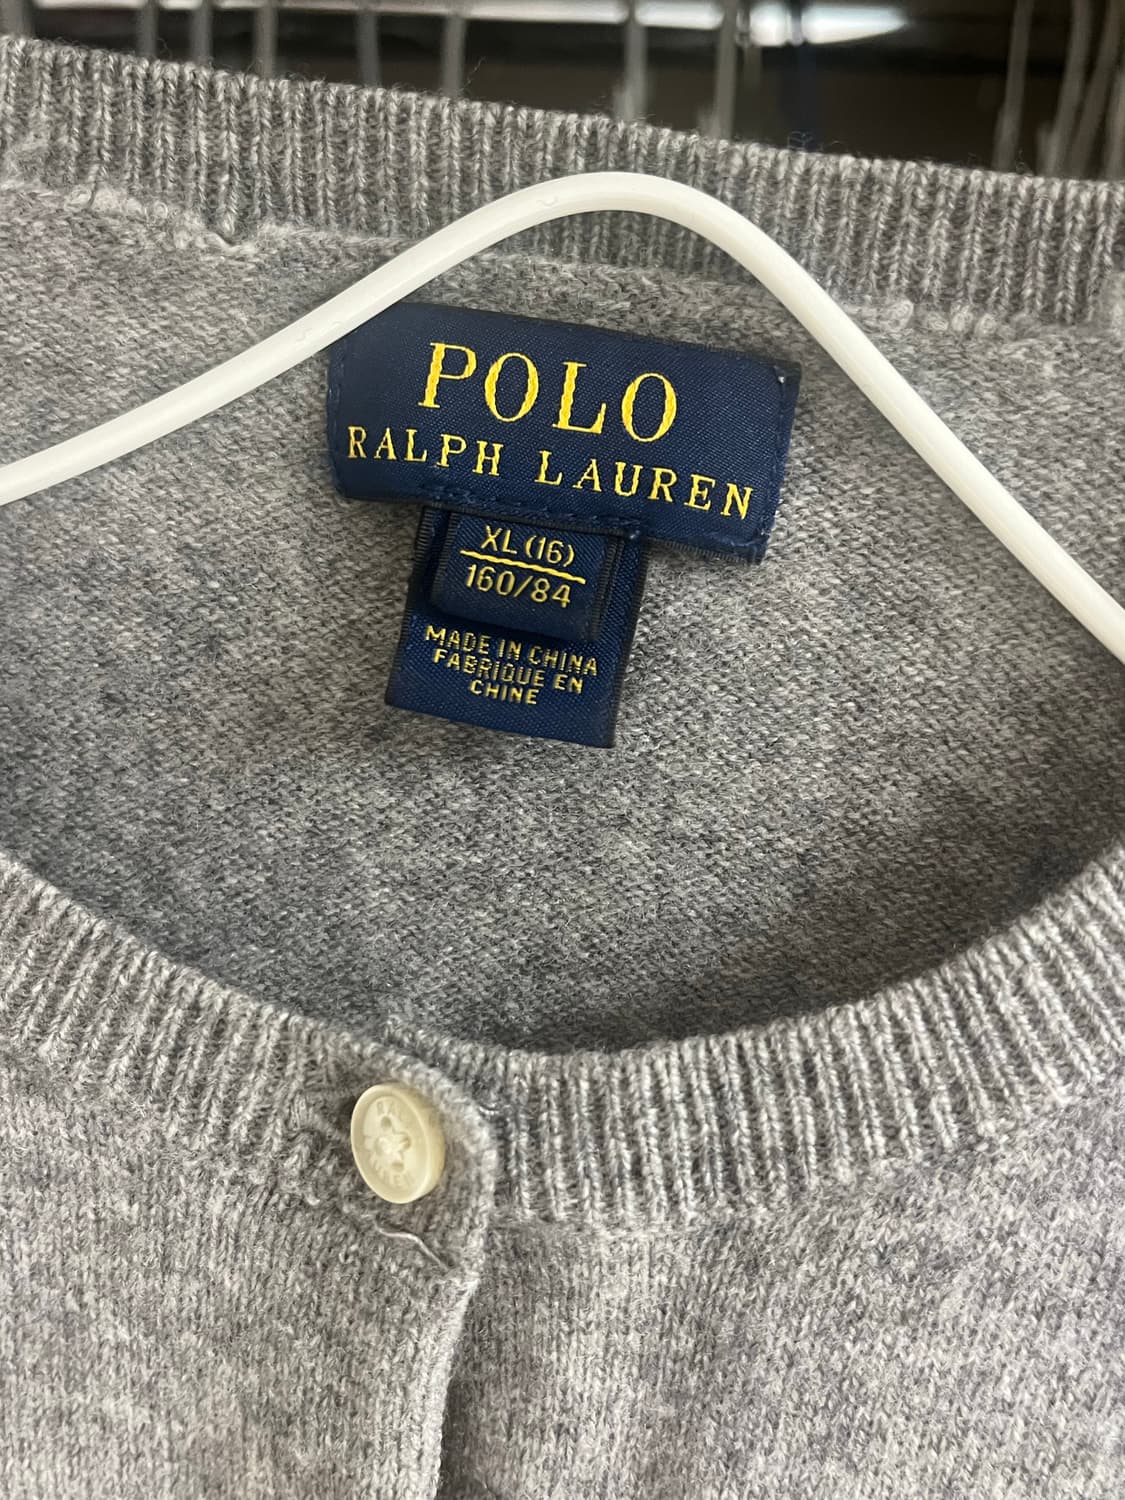 POLO
RALPH LAUREN
XL (16)
160/84
MADE IN CHINA
FABRIQUE EN
CHINE